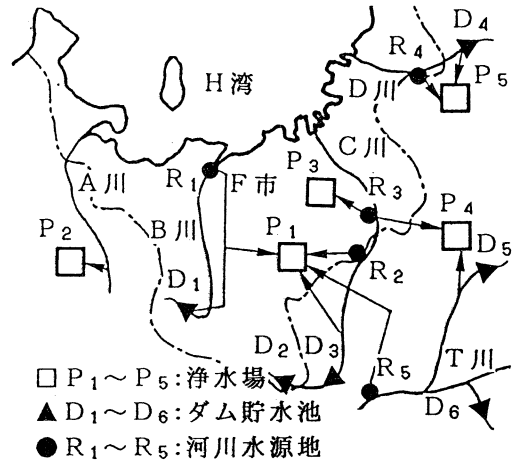 D₄
R₄
H湾
D川
P₅
C川
P₃
A川
R₁
F市
R₃
P₂
B川
P₁
P₄
D₁
R₂
D₅
D₂
D₃
R₅
T川
D₆
□ P₁～P₅:浄水場
▲ D₁～D₆:ダム貯水池
● R₁～R₅:河川水源地